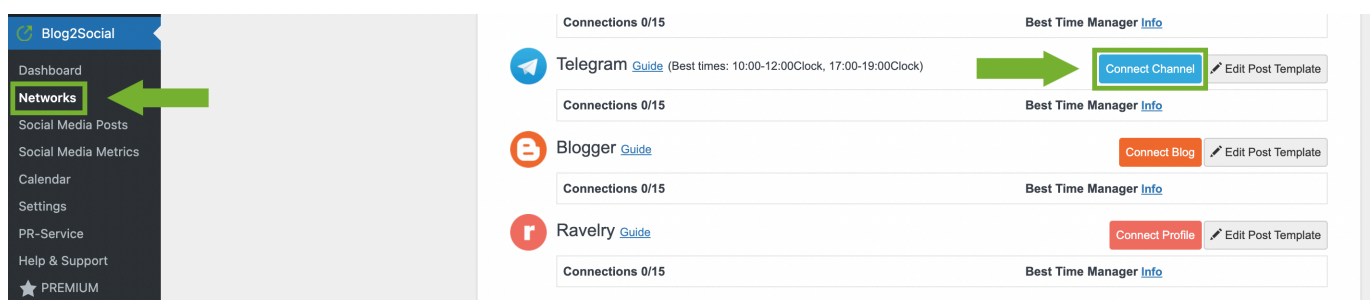 Blog2Social
Dashboard
Networks
Social Media Posts
Social Media Metrics
Calendar
Settings
PR-Service
Help & Support
PREMIUM
Connections 0/15 Best Time Manager Info
Telegram Guide (Best times: 10:00-12:00Clock, 17:00-19:00Clock) Connect Channel Edit Post Template
Connections 0/15 Best Time Manager Info
Blogger Guide Connect Blog Edit Post Template
Connections 0/15 Best Time Manager Info
Ravelry Guide Connect Profile Edit Post Template
Connections 0/15 Best Time Manager Info